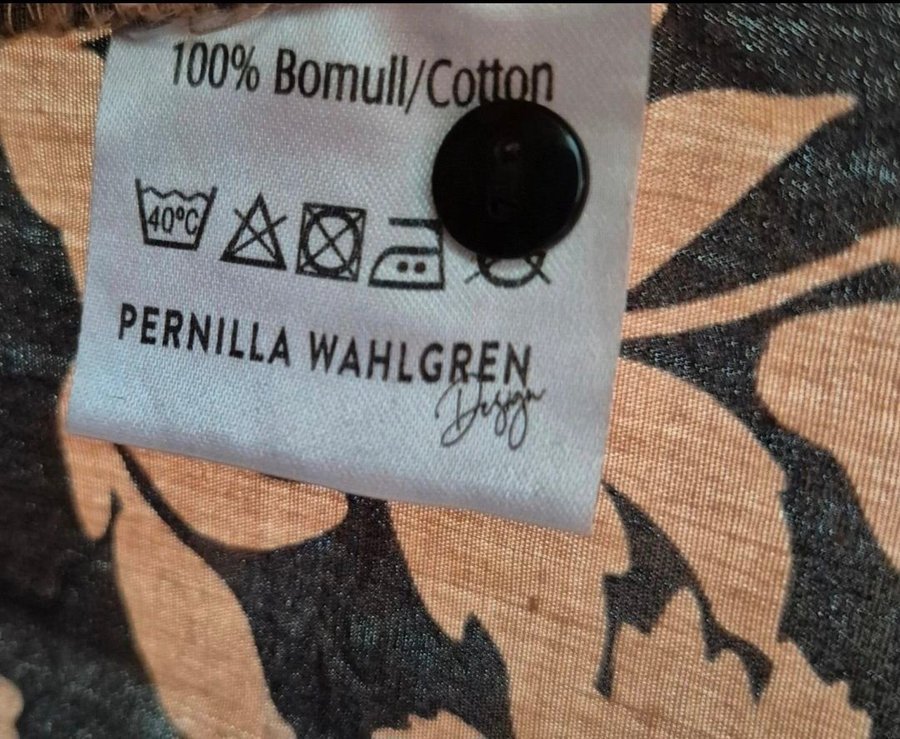 100% Bomull/Cotton
40°C
PERNILLA WAHLGREN
Design